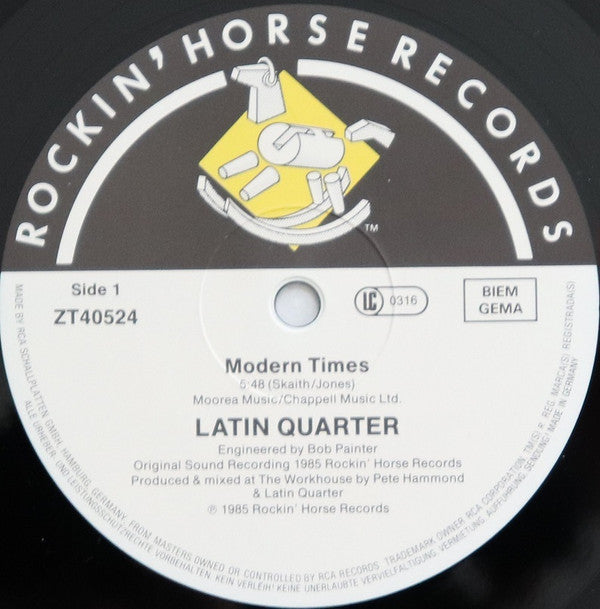 ROCKIN' HORSE RECORDS
TM
Side 1
ZT40524
LC 0316
BIEM
GEMA
Modern Times
5:48 (Skaith/Jones)
Moorea Music/Chappell Music Ltd.
LATIN QUARTER
Engineered by Bob Painter
Original Sound Recording 1985 Rockin' Horse Records
Produced & mixed at The Workhouse by Pete Hammond
& Latin Quarter
℗ 1985 Rockin' Horse Records
MADE BY RCA SCHALLPLATTEN GMBH, HAMBURG, GERMANY, FROM MASTERS OWNED OR CONTROLLED BY RCA RECORDS. TRADEMARK OWNER RCA CORPORATION. TM(S) ® REG. MARCA(S) REGISTRADA(S)
ALLE URHEBER- UND LEISTUNGSSCHUTZRECHTE VORBEHALTEN. KEIN VERLEIH! KEINE UNERLAUBTE VERVIELFÄLTIGUNG, VERMIETUNG, AUFFÜHRUNG, SENDUNG! MADE IN GERMANY